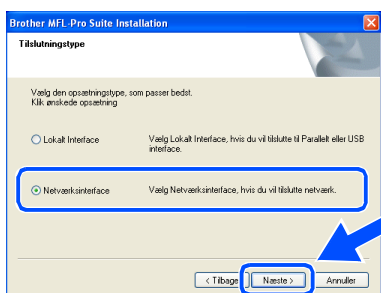 Brother MFL-Pro Suite Installation
Tilslutningstype
Vælg den opsætningstype, som passer bedst.
Klik ønskede opsætning
Lokalt Interface
Vælg Lokalt Interface, hvis du vil tilslutte til Parallelt eller USB
interface.
Netværksinterface
Vælg Netværksinterface, hvis du vil tilslutte netværk.
< Tilbage
Næste >
Annuller